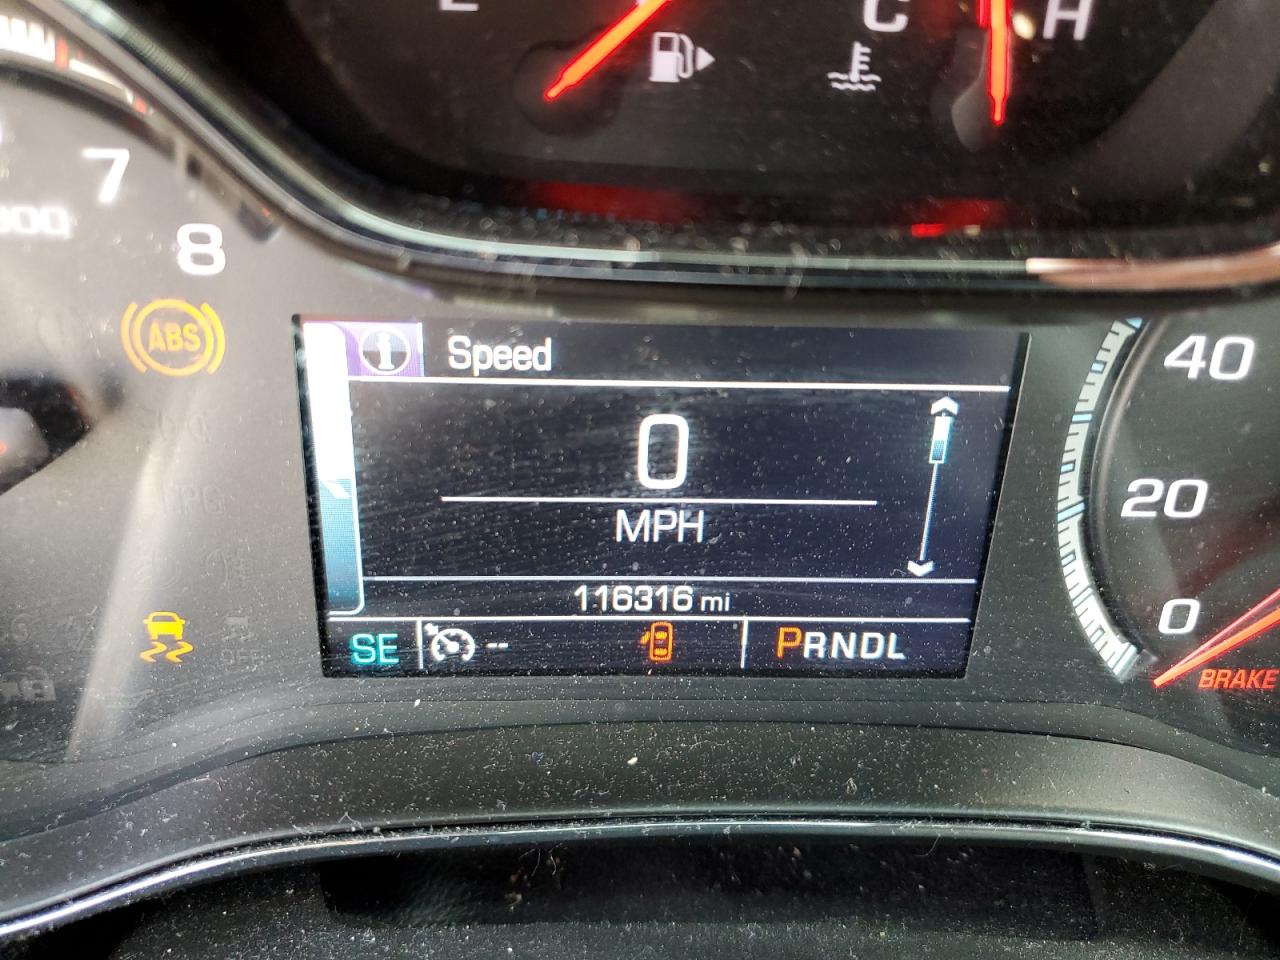 C H
7
8
ABS
Speed
0
MPH
116316 mi
SE -- PRNDL
40
20
0
BRAKE